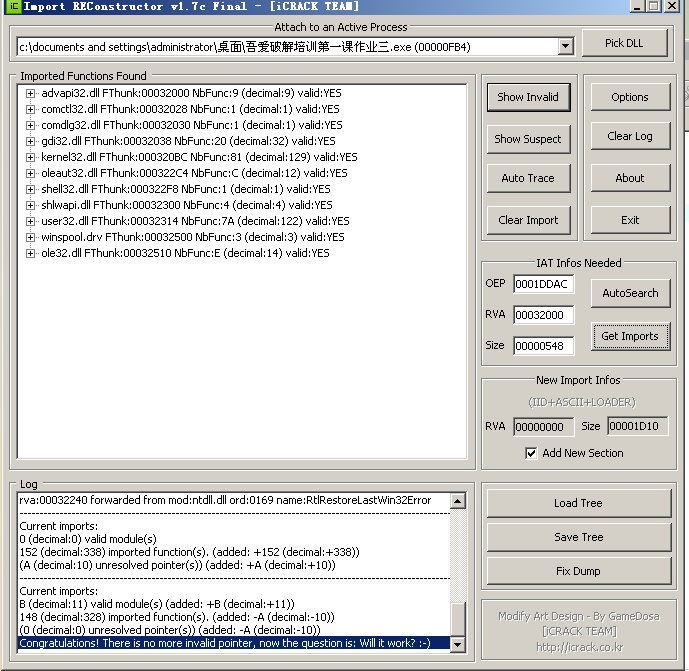 iC Import REConstructor v1.7c Final - [iCRACK TEAM]
Attach to an Active Process
c:\documents and settings\administrator\桌面\吾爱破解培训第一课作业三.exe (00000FB4)
Pick DLL
Imported Functions Found
advapi32.dll FThunk:00032000 NbFunc:9 (decimal:9) valid:YES
comctl32.dll FThunk:00032028 NbFunc:1 (decimal:1) valid:YES
comdlg32.dll FThunk:00032030 NbFunc:1 (decimal:1) valid:YES
gdi32.dll FThunk:00032038 NbFunc:20 (decimal:32) valid:YES
kernel32.dll FThunk:000320BC NbFunc:81 (decimal:129) valid:YES
oleaut32.dll FThunk:000322C4 NbFunc:C (decimal:12) valid:YES
shell32.dll FThunk:000322F8 NbFunc:1 (decimal:1) valid:YES
shlwapi.dll FThunk:00032300 NbFunc:4 (decimal:4) valid:YES
user32.dll FThunk:00032314 NbFunc:7A (decimal:122) valid:YES
winspool.drv FThunk:00032500 NbFunc:3 (decimal:3) valid:YES
ole32.dll FThunk:00032510 NbFunc:E (decimal:14) valid:YES
Show Invalid
Show Suspect
Auto Trace
Clear Import
Options
Clear Log
About
Exit
IAT Infos Needed
OEP 0001DDAC
AutoSearch
RVA 00032000
Size 00000548
Get Imports
New Import Infos
(IID+ASCII+LOADER)
RVA 00000000 Size 00001D10
Add New Section
Log
rva:00032240 forwarded from mod:ntdll.dll ord:0169 name:RtlRestoreLastWin32Error
Current imports:
0 (decimal:0) valid module(s)
152 (decimal:338) imported function(s). (added: +152 (decimal:+338))
(A (decimal:10) unresolved pointer(s)) (added: +A (decimal:+10))
Current imports:
B (decimal:11) valid module(s) (added: +B (decimal:+11))
148 (decimal:328) imported function(s). (added: -A (decimal:-10))
(0 (decimal:0) unresolved pointer(s)) (added: -A (decimal:-10))
Congratulations! There is no more invalid pointer, now the question is: Will it work? :-)
Load Tree
Save Tree
Fix Dump
Modify Art Design - By GameDosa
[iCRACK TEAM]
http://icrack.co.kr